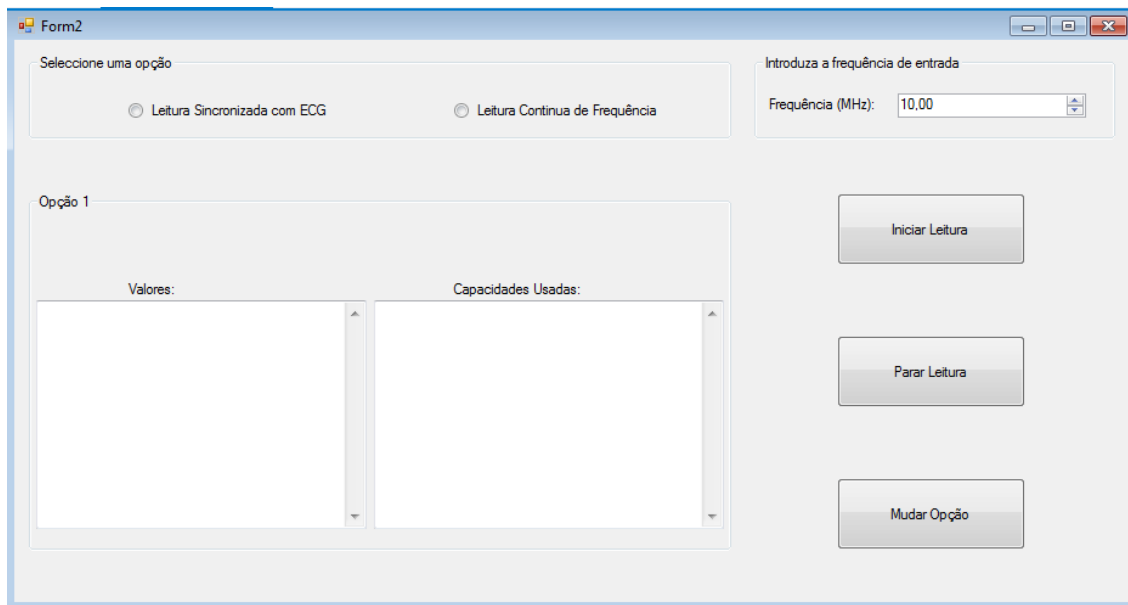 Form2
Seleccione uma opção
Introduza a frequência de entrada
Leitura Sincronizada com ECG
Leitura Continua de Frequência
Frequência (MHz):
10,00
Opção 1
Iniciar Leitura
Valores:
Capacidades Usadas:
Parar Leitura
Mudar Opção